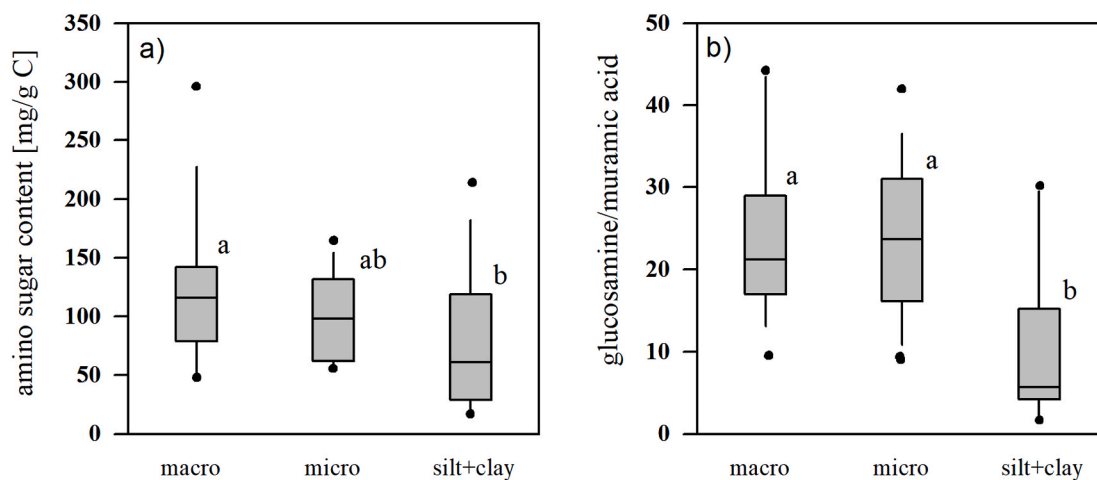 a)
amino sugar content [mg/g C]
350
300
250
200
150
100
50
0
a
ab
b
macro micro silt+clay
b)
glucosamine/muramic acid
50
40
30
20
10
0
a
a
b
macro micro silt+clay